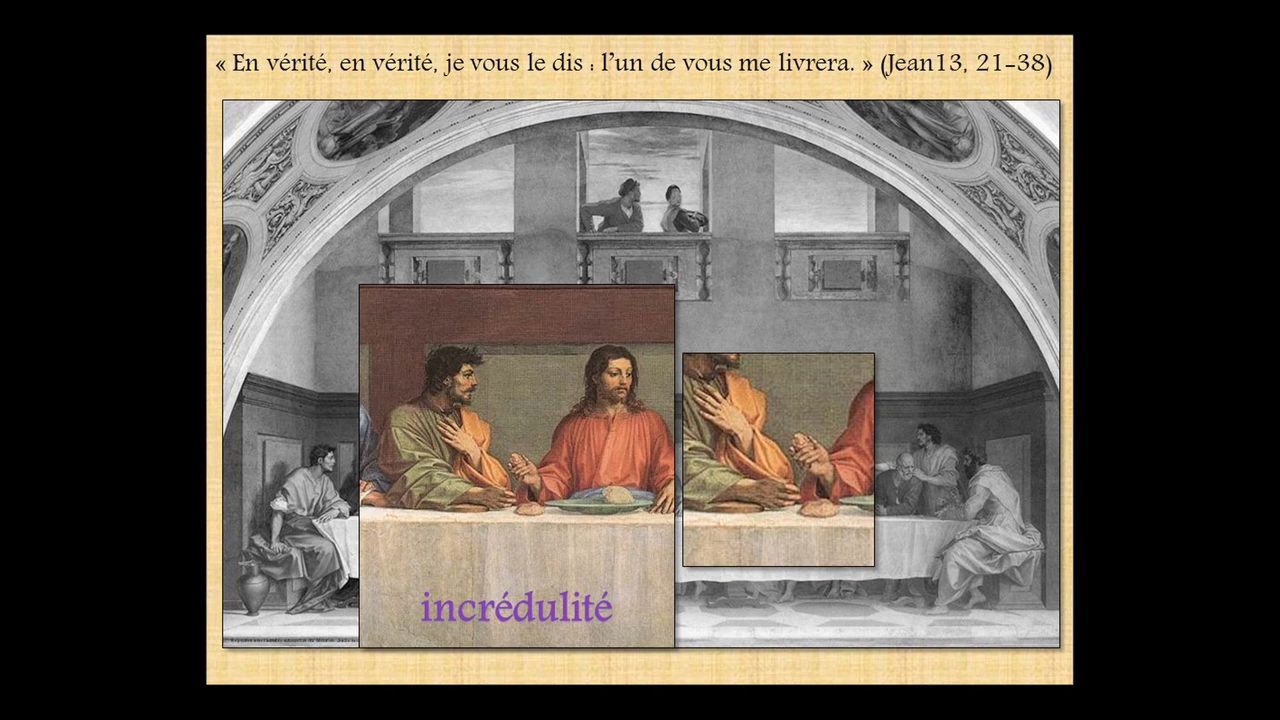 « En vérité, en vérité, je vous le dis : l’un de vous me livrera. » (Jean13, 21-38)
incrédulité